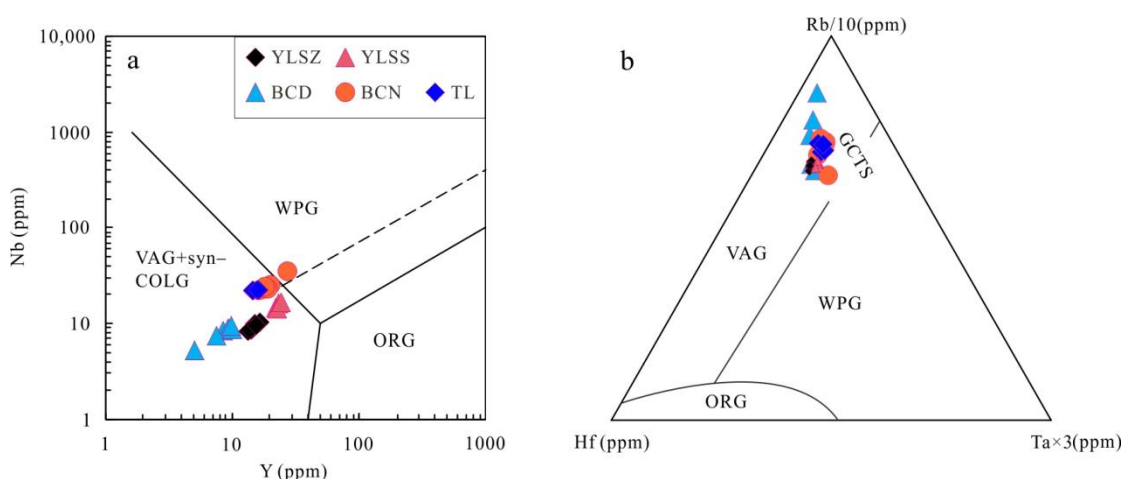 a
YLSZ YLSS
BCD BCN TL
10,000
1000
100
10
1
Nb (ppm)
WPG
VAG+syn–
COLG
ORG
1 10 100 1000
Y (ppm)
b
Rb/10(ppm)
GCTS
VAG
WPG
ORG
Hf (ppm)
Ta×3(ppm)